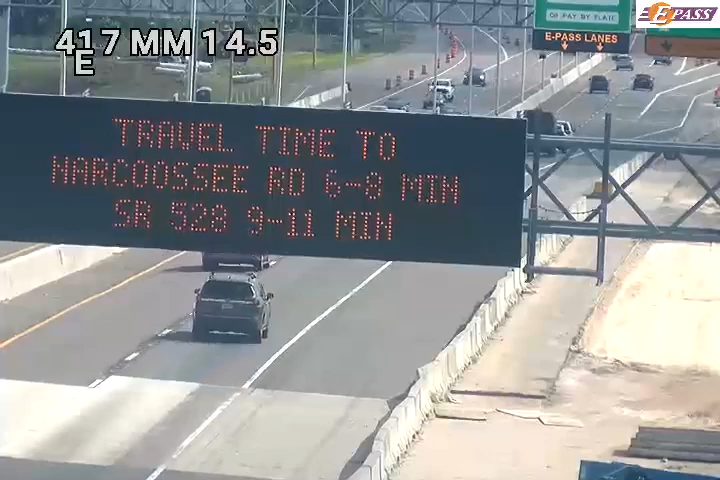 417 MM 14.5
E
E-PASS
OR PAY BY PLATE
E-PASS LANES
TRAVEL TIME TO
NARCOOSSEE RD 6-8 MIN
SR 528 9-11 MIN